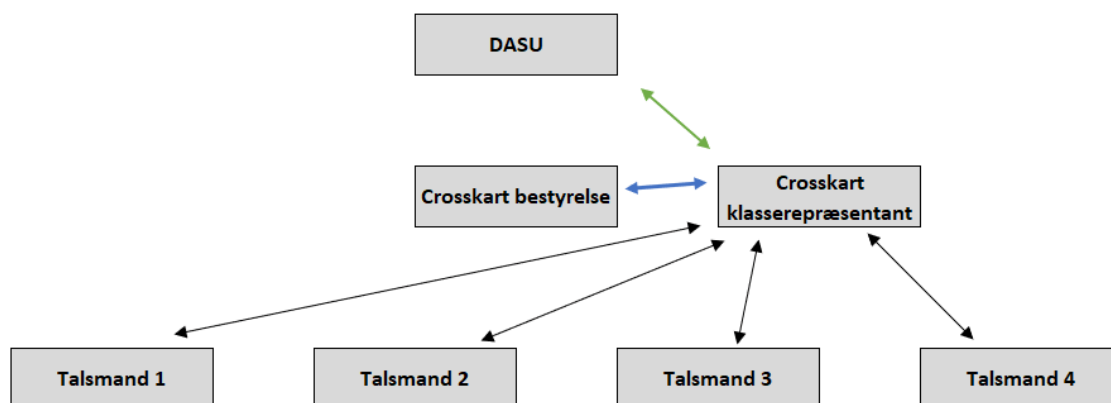 DASU
Crosskart bestyrelse
Crosskart
klasserepræsentant
Talsmand 1
Talsmand 2
Talsmand 3
Talsmand 4